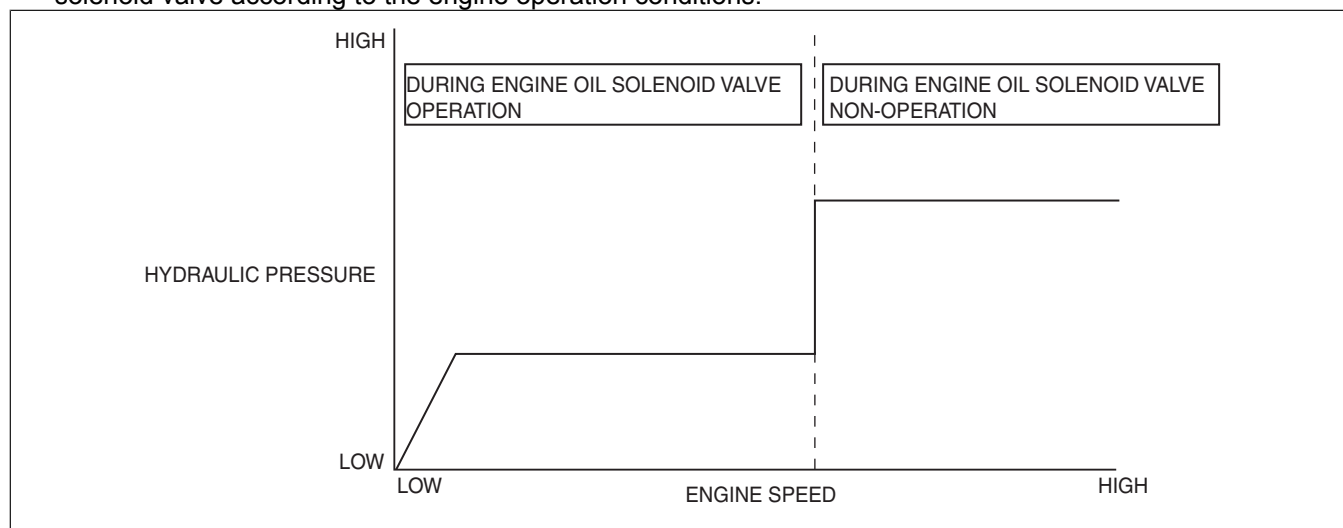 solenoid valve according to the engine operation conditions.
HIGH
DURING ENGINE OIL SOLENOID VALVE
OPERATION
DURING ENGINE OIL SOLENOID VALVE
NON-OPERATION
HYDRAULIC PRESSURE
LOW
LOW
ENGINE SPEED
HIGH